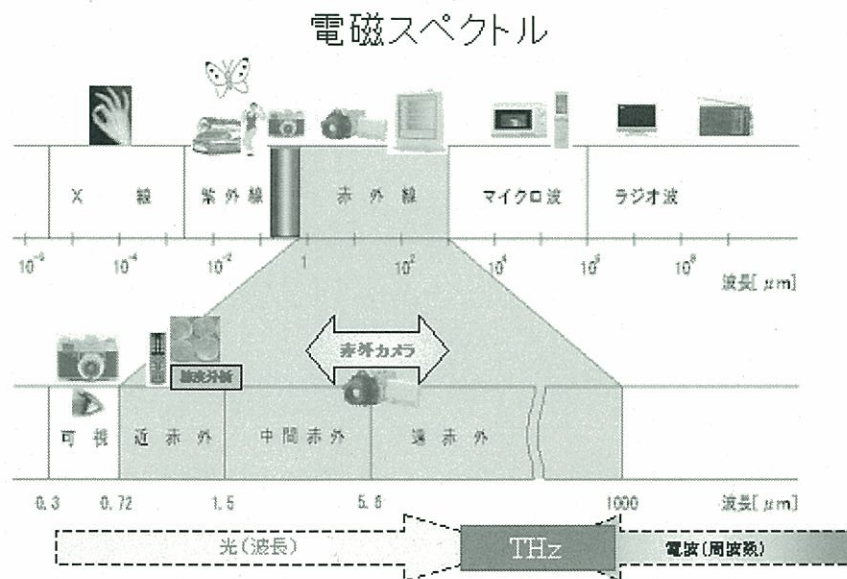 電磁スペクトル
X 線 紫外線 赤外線 マイクロ波 ラジオ波
10⁻⁴ 10⁻² 1 10² 10⁴ 10⁶ 10⁸
波長[μm]
赤外カメラ
可視 近赤外 中間赤外 遠赤外
0.3 0.72 1.5 5.6 1000 波長[μm]
光(波長) THz 電波(周波数)